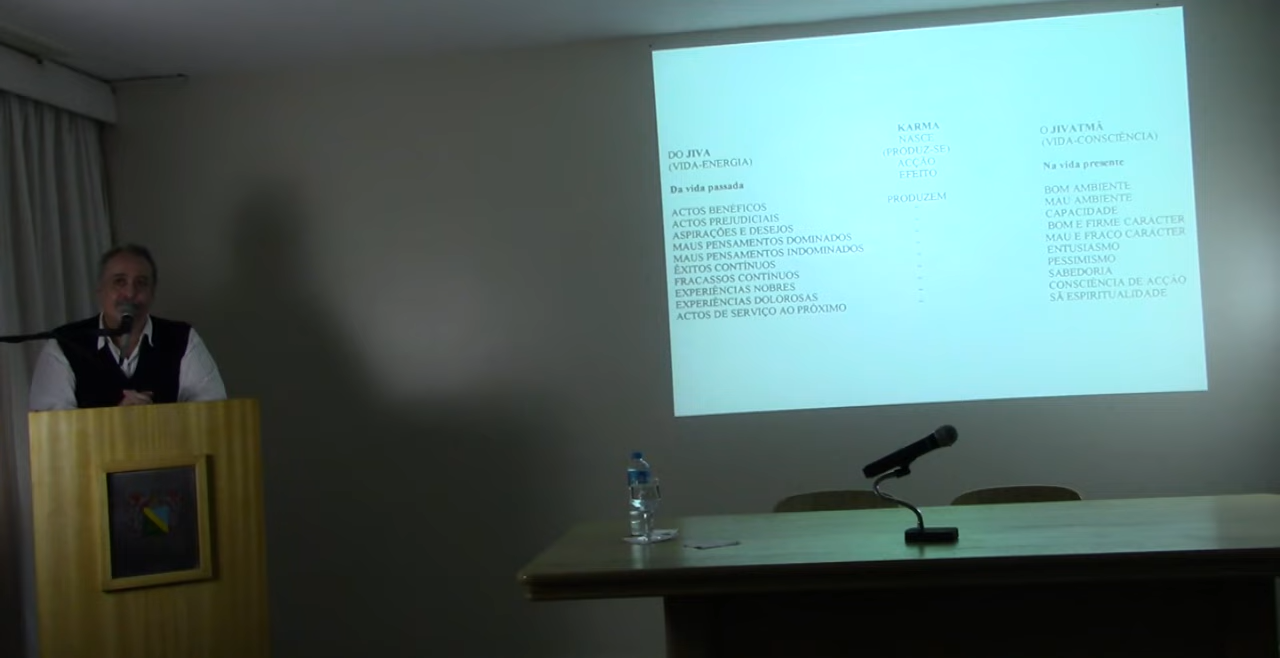 DO JIVA
(VIDA-ENERGIA)
Da vida passada
ACTOS BENÉFICOS
ACTOS PREJUDICIAIS
ASPIRAÇÕES E DESEJOS
MAUS PENSAMENTOS DOMINADOS
MAUS PENSAMENTOS INDOMINADOS
ÊXITOS CONTÍNUOS
FRACASSOS CONTÍNUOS
EXPERIÊNCIAS NOBRES
EXPERIÊNCIAS DOLOROSAS
ACTOS DE SERVIÇO AO PRÓXIMO
KARMA
NASCE
(PRODUZ-SE)
ACÇÃO
EFEITO
PRODUZEM
O JIVATMÃ
(VIDA-CONSCIÊNCIA)
Na vida presente
BOM AMBIENTE
MAU AMBIENTE
CAPACIDADE
BOM E FIRME CARACTER
MAU E FRACO CARACTER
ENTUSIASMO
PESSIMISMO
SABEDORIA
CONSCIÊNCIA DE ACÇÃO
SÃ ESPIRITUALIDADE